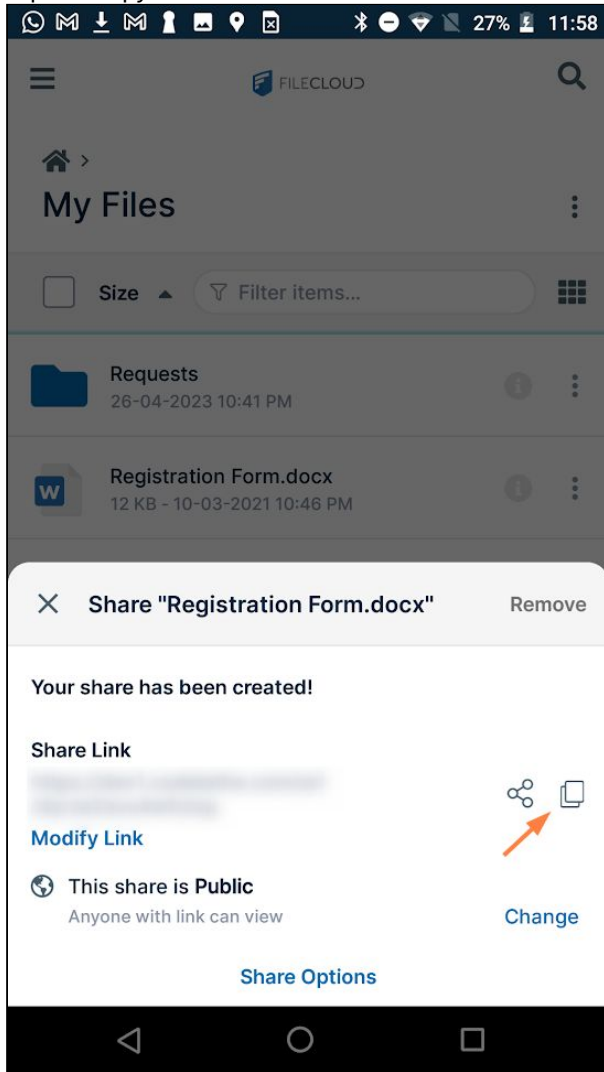 27% 11:58
FILECLOUD
My Files
Size Filter items...
Requests
26-04-2023 10:41 PM
W Registration Form.docx
12 KB - 10-03-2021 10:46 PM
Share "Registration Form.docx" Remove
Your share has been created!
Share Link
Modify Link
This share is Public
Anyone with link can view Change
Share Options